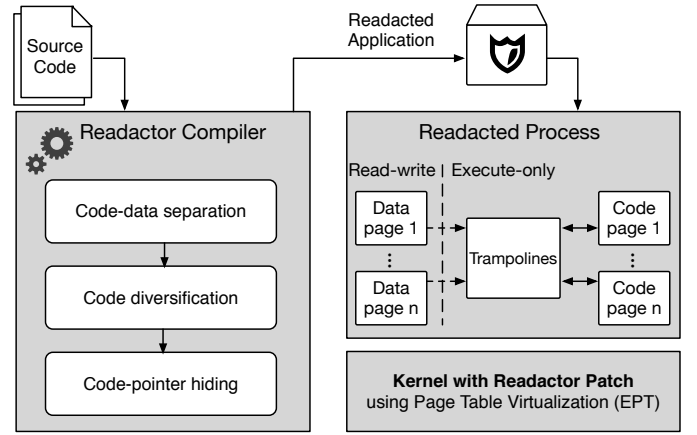 Source
Code
Readacted
Application
Readactor Compiler
Code-data separation
Code diversification
Code-pointer hiding
Readacted Process
Read-write
Execute-only
Data
page 1
...
Data
page n
Trampolines
Code
page 1
...
Code
page n
Kernel with Readactor Patch
using Page Table Virtualization (EPT)